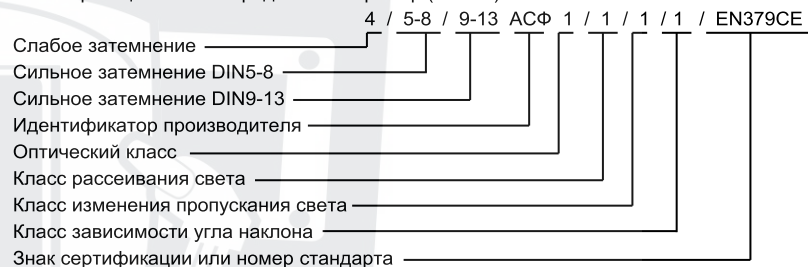 4 / 5-8 / 9-13 АСФ 1 / 1 / 1 / 1 / EN379CE
Слабое затемнение
Сильное затемнение DIN5-8
Сильное затемнение DIN9-13
Идентификатор производителя
Оптический класс
Класс рассеивания света
Класс изменения пропускания света
Класс зависимости угла наклона
Знак сертификации или номер стандарта